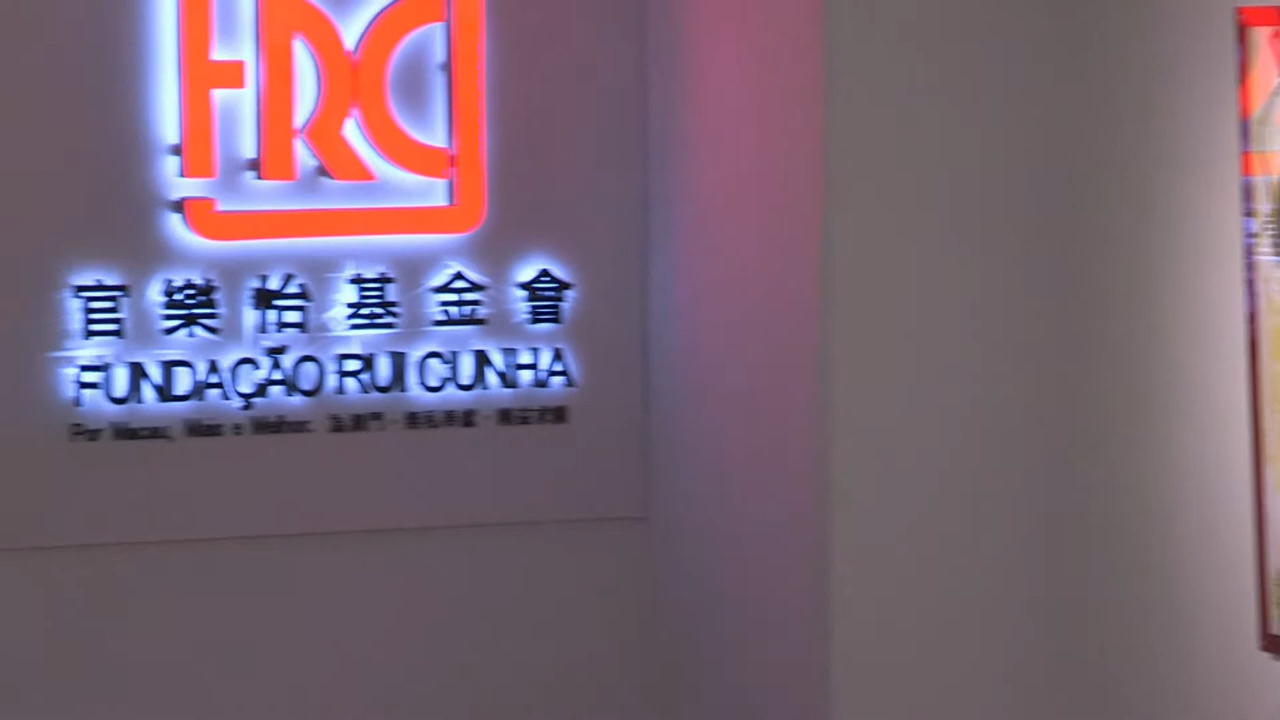 FRC
官樂怡基金會
FUNDAÇÃO RUI CUNHA
Por Macau, Mais e Melhor.